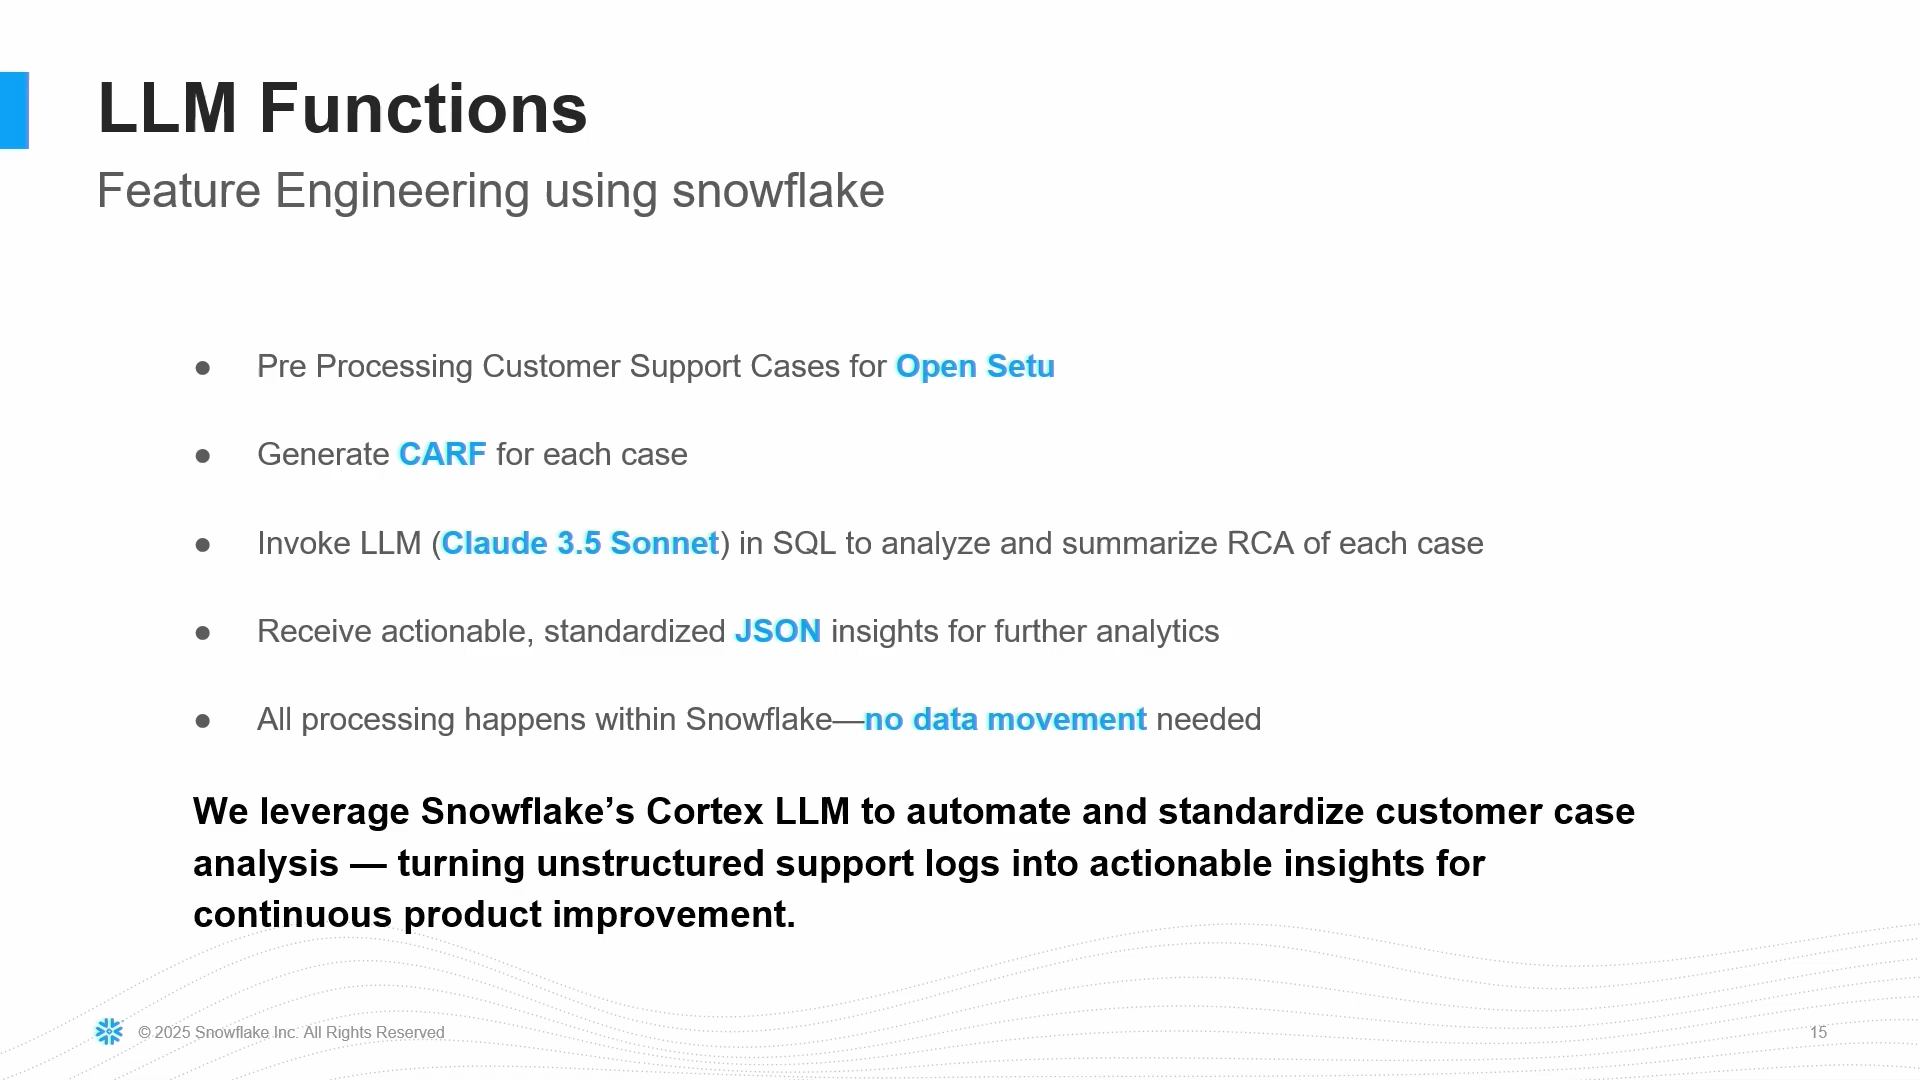 LLM Functions
Feature Engineering using snowflake
● Pre Processing Customer Support Cases for Open Setu
● Generate CARF for each case
● Invoke LLM (Claude 3.5 Sonnet) in SQL to analyze and summarize RCA of each case
● Receive actionable, standardized JSON insights for further analytics
● All processing happens within Snowflake—no data movement needed
We leverage Snowflake’s Cortex LLM to automate and standardize customer case
analysis — turning unstructured support logs into actionable insights for
continuous product improvement.
© 2025 Snowflake Inc. All Rights Reserved
15